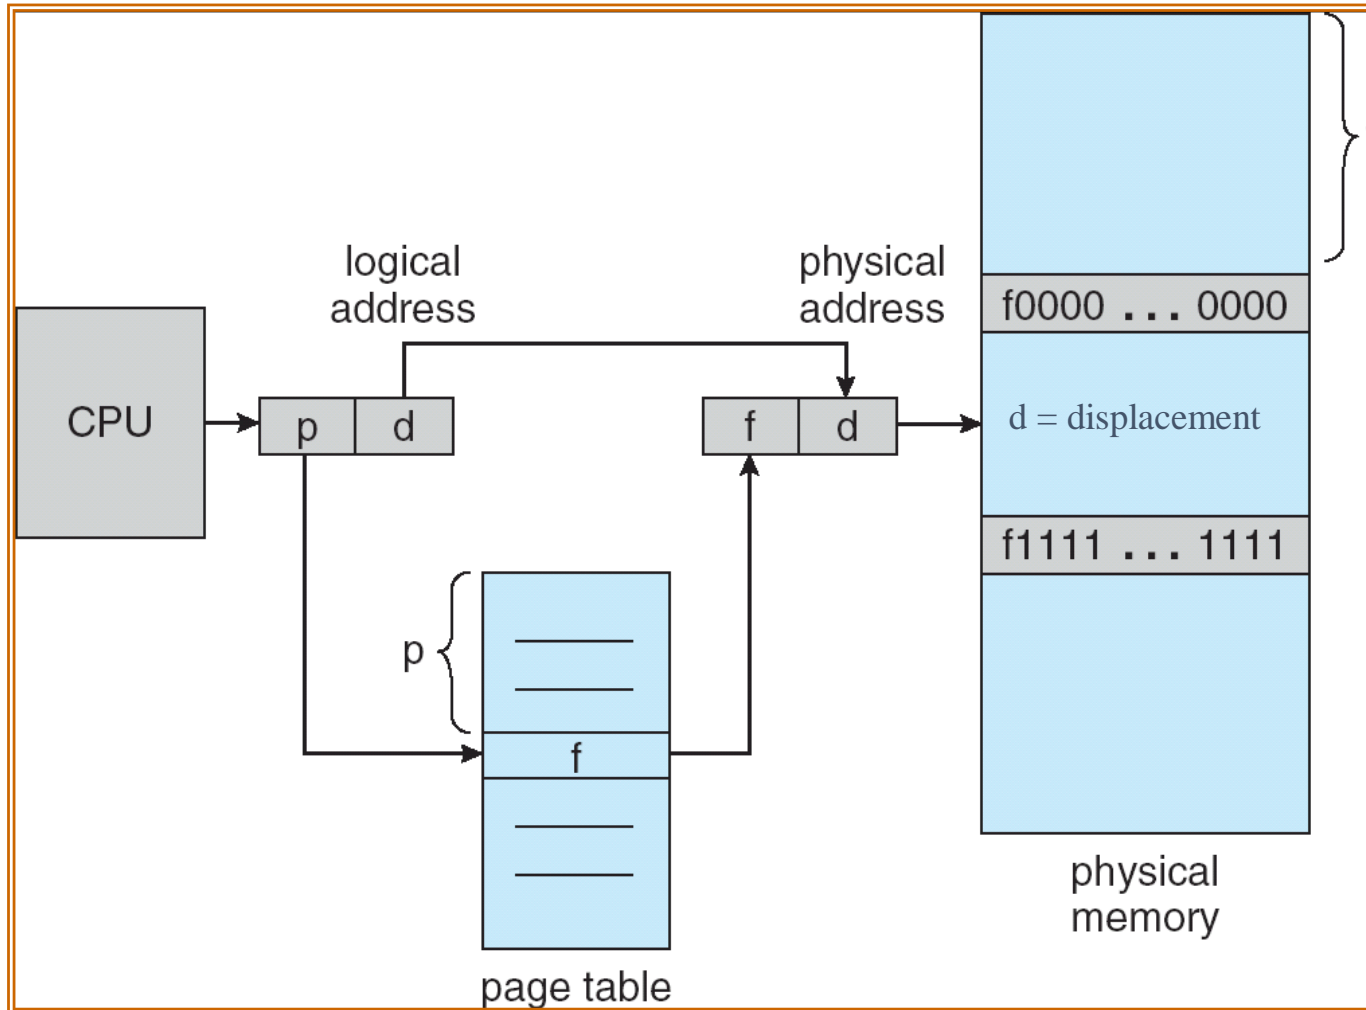 logical
address
physical
address
f0000 ... 0000
CPU
p
d
f
d
d = displacement
f1111 ... 1111
p
f
physical
memory
page table